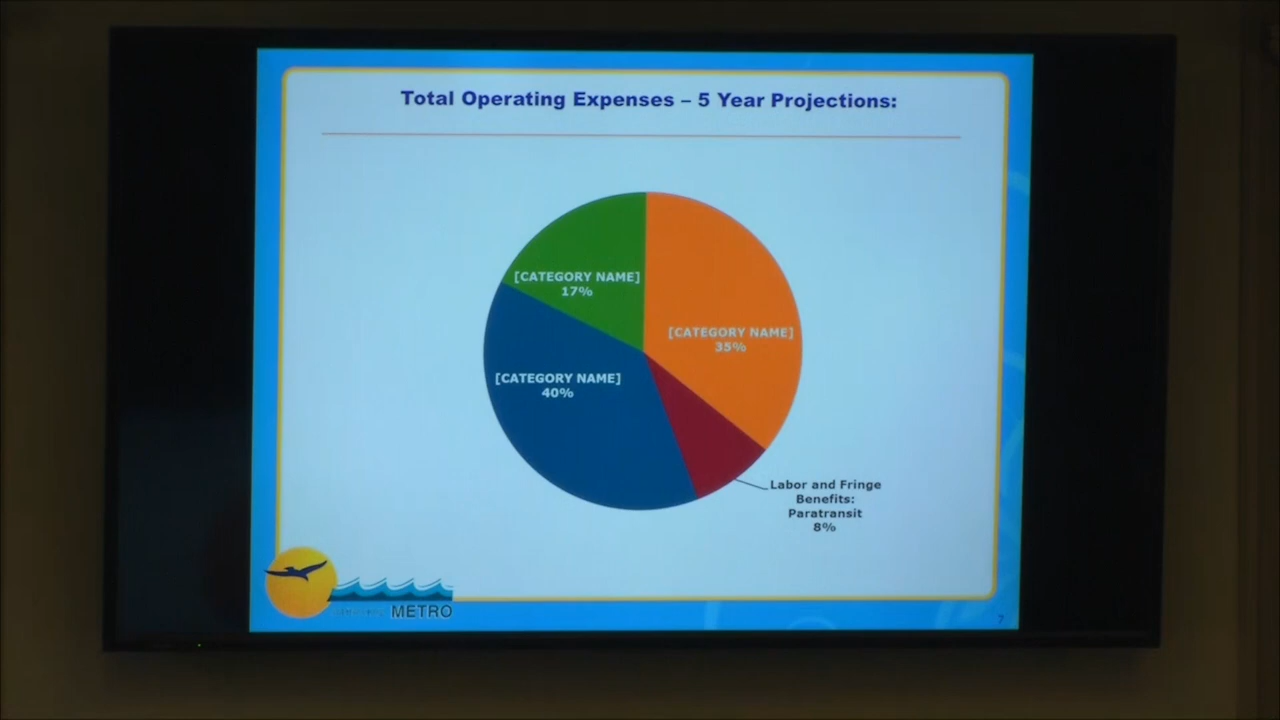 Total Operating Expenses – 5 Year Projections:
[CATEGORY NAME]
17%
[CATEGORY NAME]
35%
[CATEGORY NAME]
40%
Labor and Fringe
Benefits:
Paratransit
8%
METRO
7